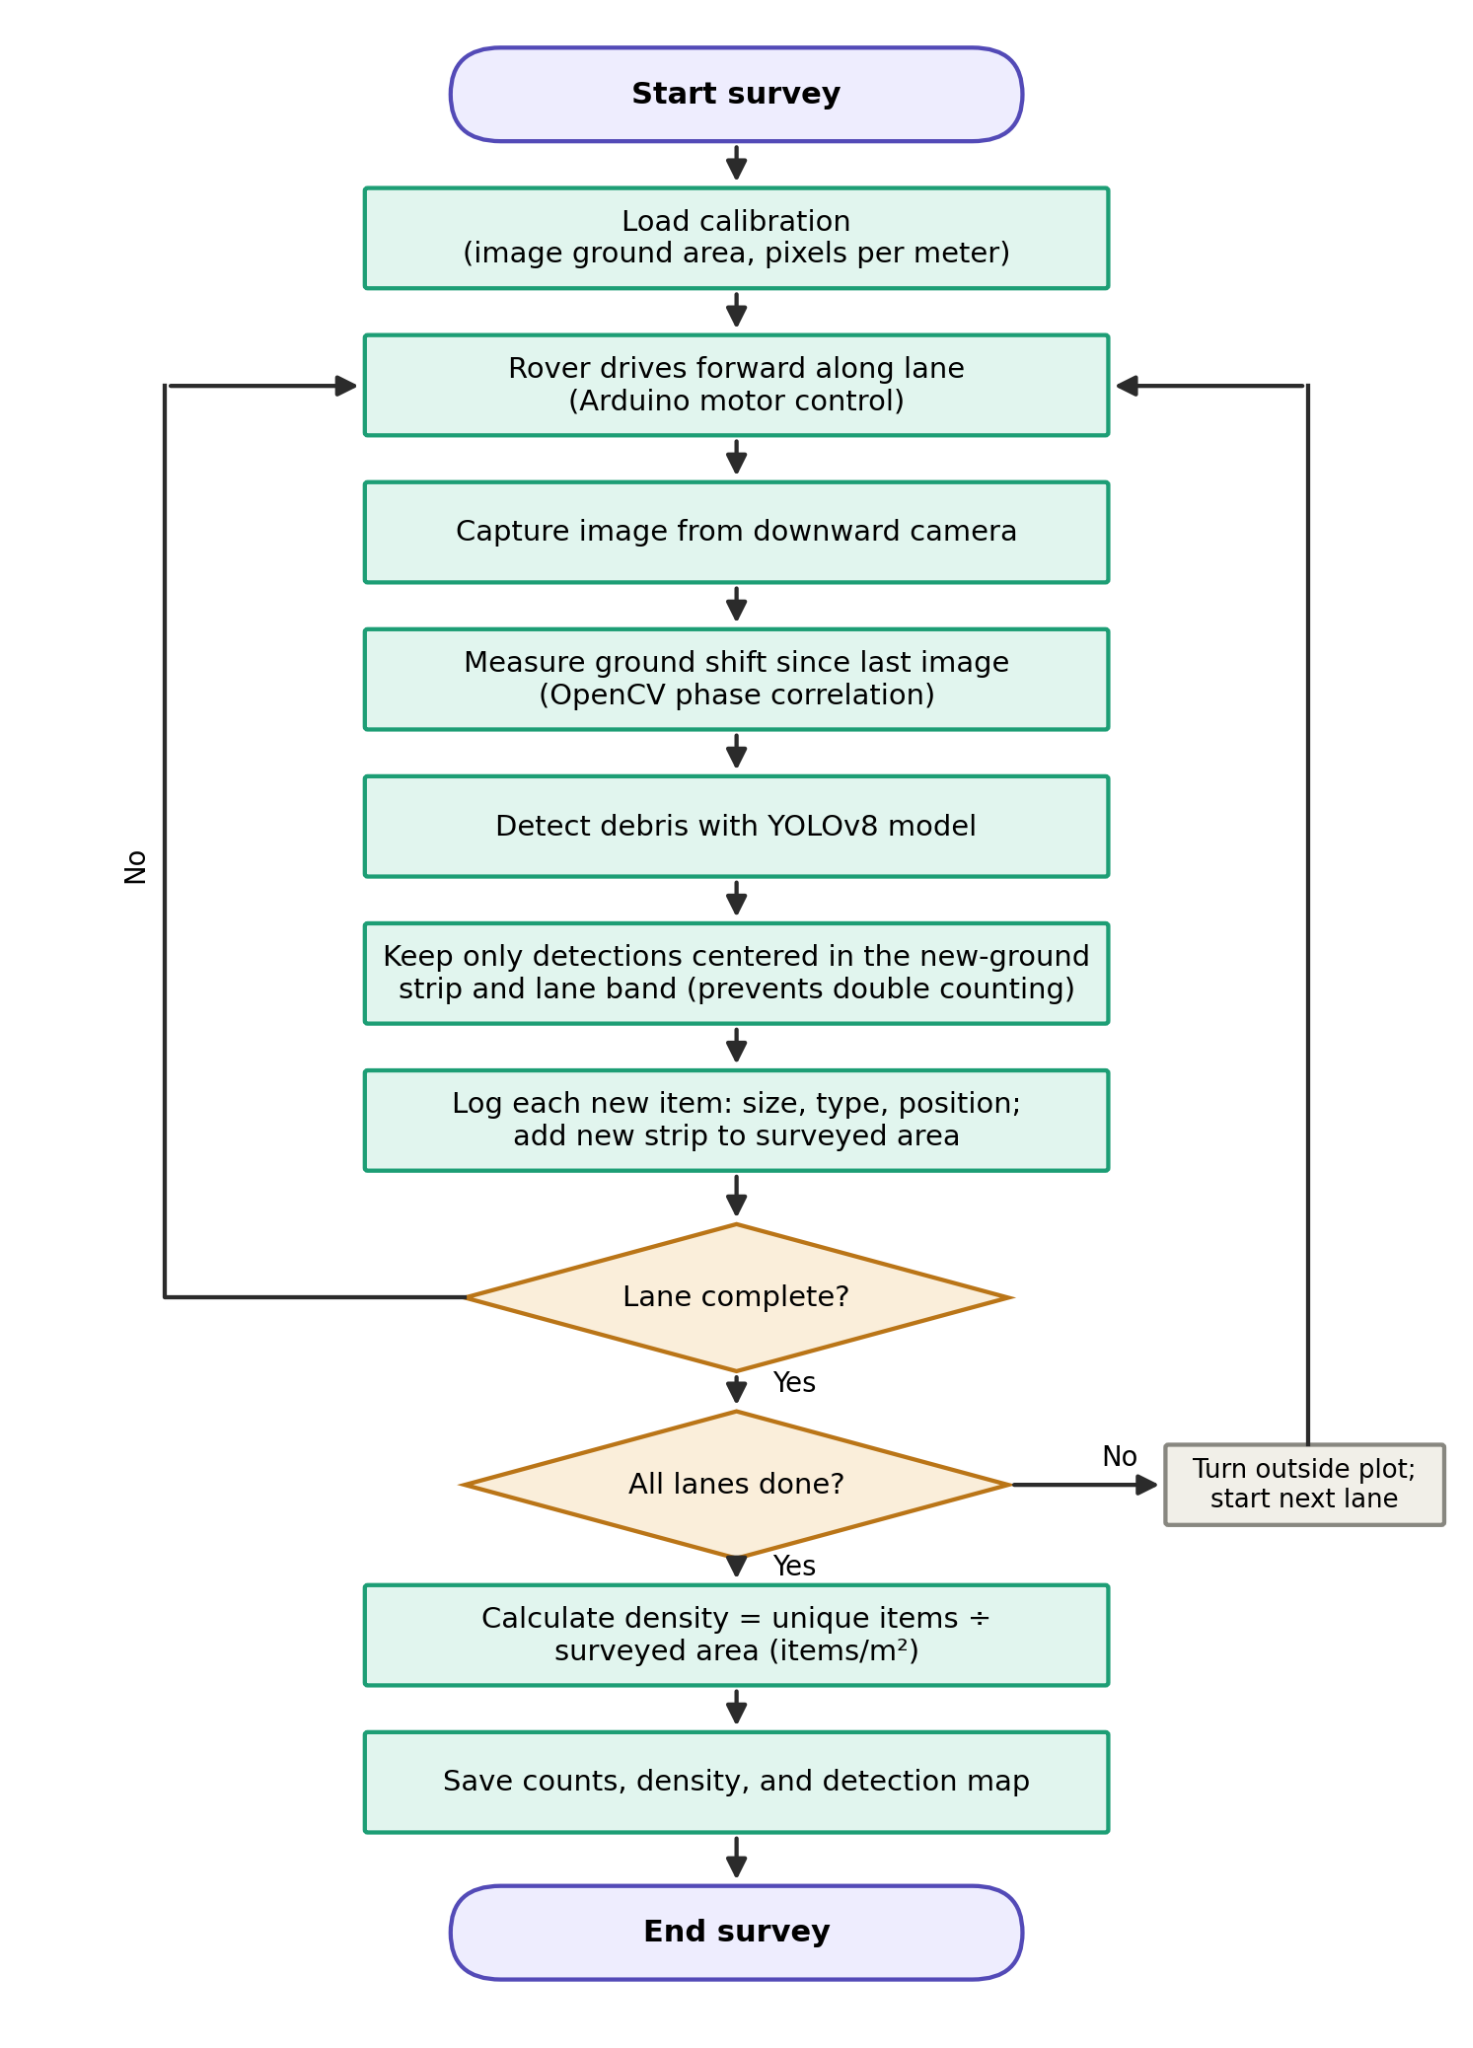 Start survey
Load calibration
(image ground area, pixels per meter)
Rover drives forward along lane
(Arduino motor control)
Capture image from downward camera
Measure ground shift since last image
(OpenCV phase correlation)
Detect debris with YOLOv8 model
No
Keep only detections centered in the new-ground
strip and lane band (prevents double counting)
Log each new item: size, type, position;
add new strip to surveyed area
Lane complete?
Yes
All lanes done?
No
Turn outside plot;
start next lane
Yes
Calculate density = unique items ÷
surveyed area (items/m²)
Save counts, density, and detection map
End survey